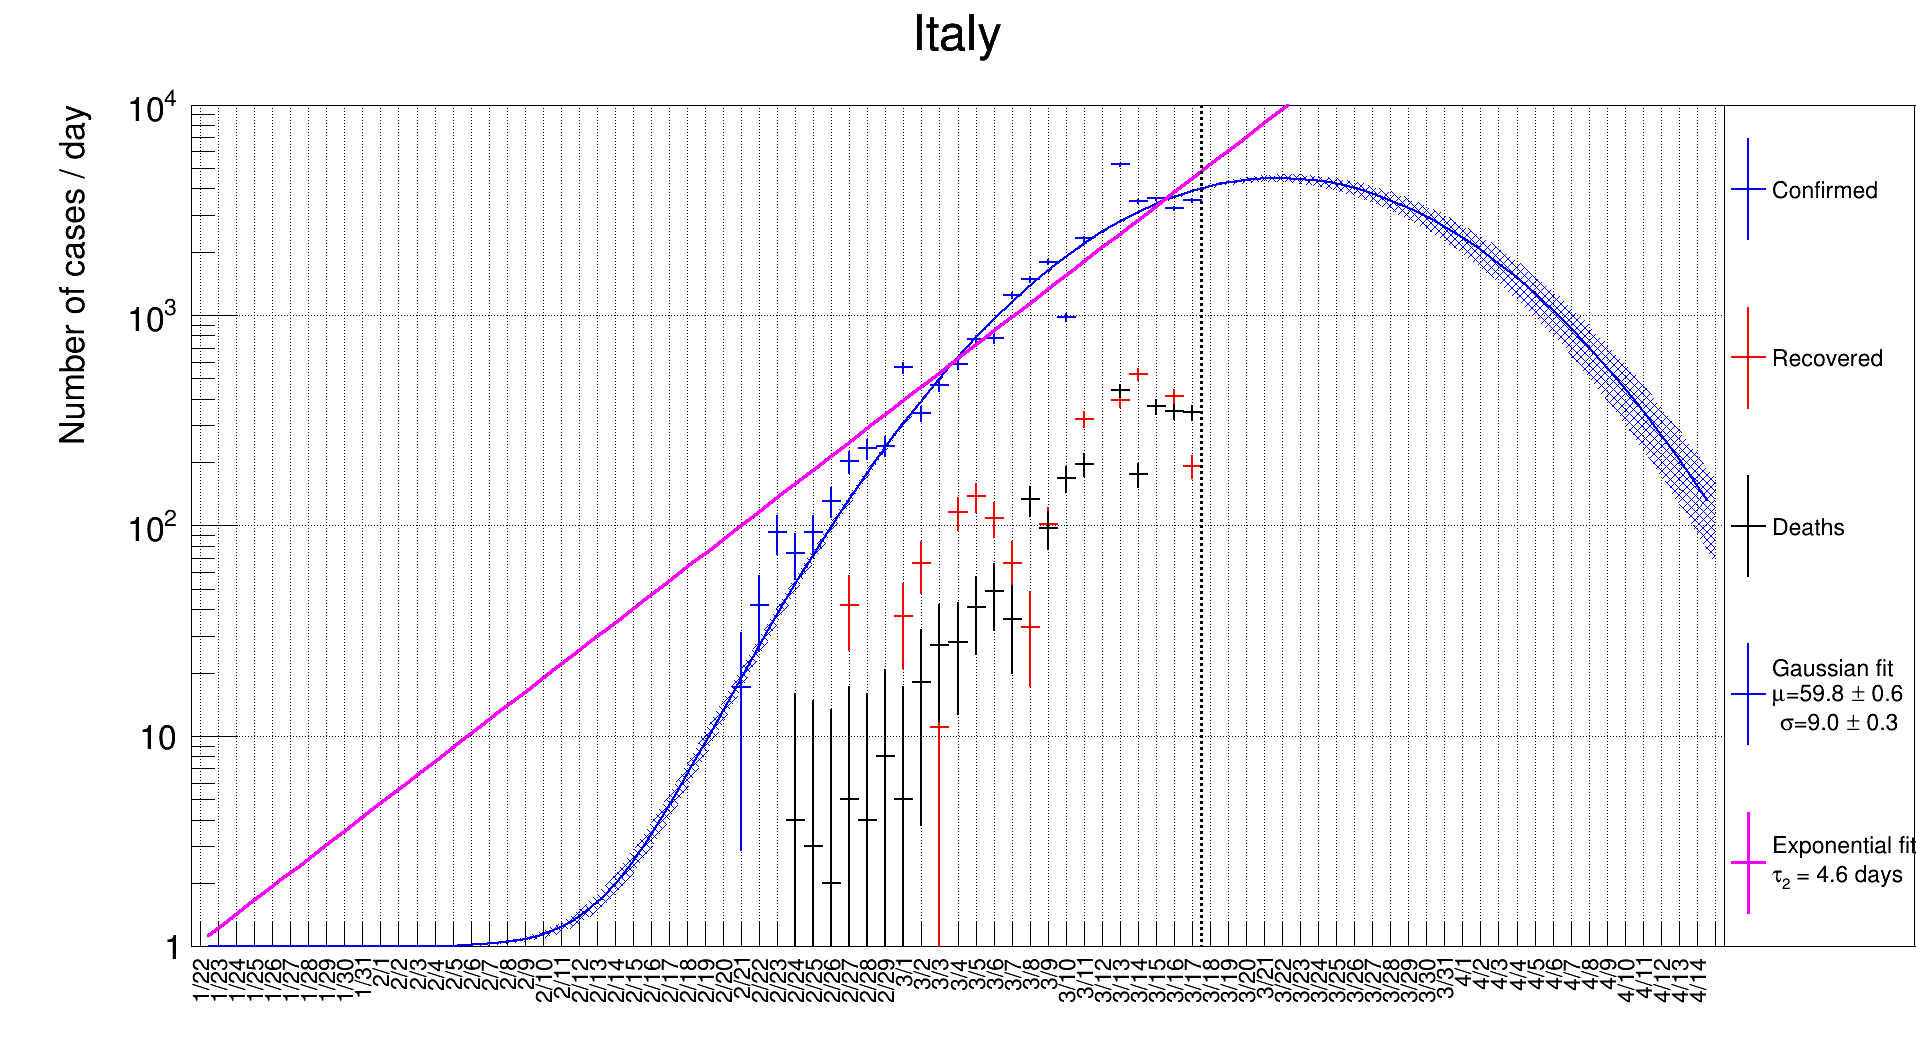 Italy
Number of cases / day
10⁴
10³
10²
10
1
1/22 1/23 1/24 1/25 1/26 1/27 1/28 1/29 1/30 1/31 2/1 2/2 2/3 2/4 2/5 2/6 2/7 2/8 2/9 2/10 2/11 2/12 2/13 2/14 2/15 2/16 2/17 2/18 2/19 2/20 2/21 2/22 2/23 2/24 2/25 2/26 2/27 2/28 2/29 3/1 3/2 3/3 3/4 3/5 3/6 3/7 3/8 3/9 3/10 3/11 3/12 3/13 3/14 3/15 3/16 3/17 3/18 3/19 3/20 3/21 3/22 3/23 3/24 3/25 3/26 3/27 3/28 3/29 3/30 3/31 4/1 4/2 4/3 4/4 4/5 4/6 4/7 4/8 4/9 4/10 4/11 4/12 4/13 4/14
Confirmed
Recovered
Deaths
Gaussian fit
μ=59.8 ± 0.6
σ=9.0 ± 0.3
Exponential fit
τ₂ = 4.6 days